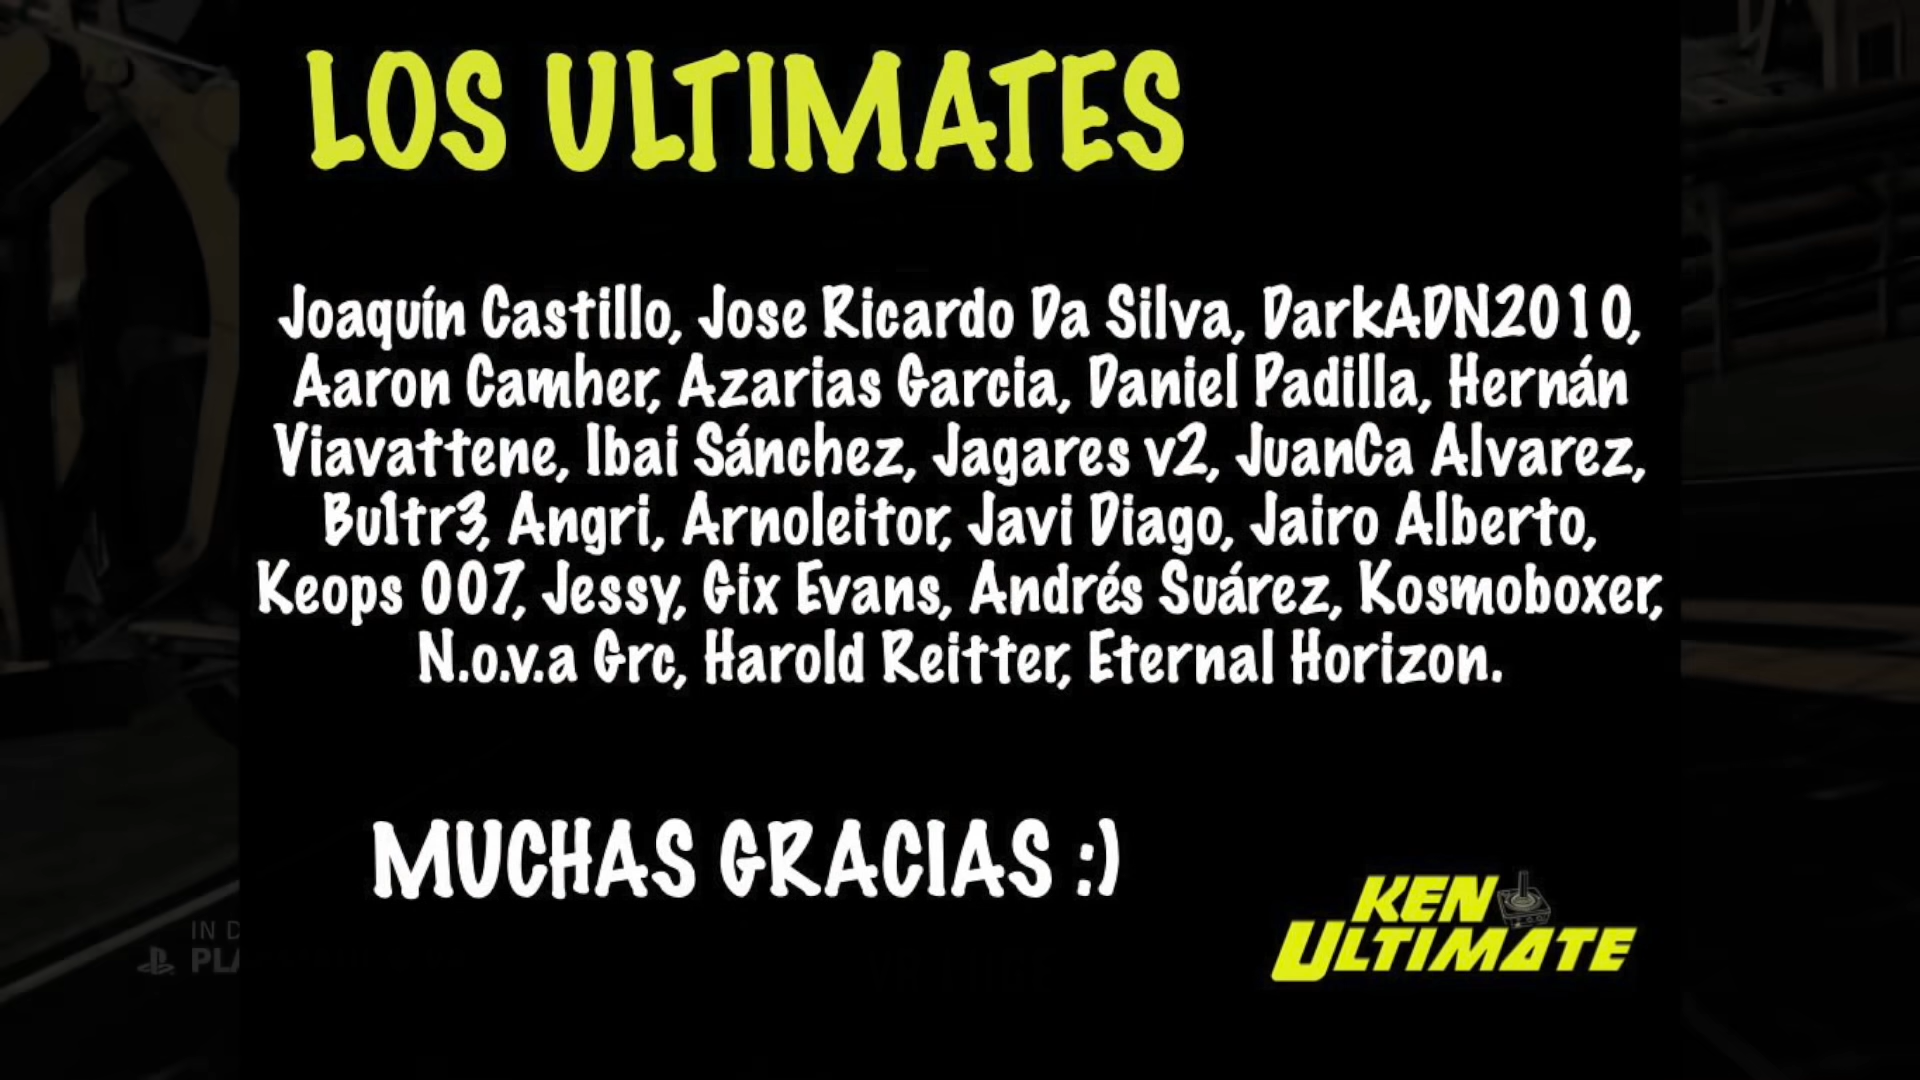 LOS ULTIMATES
Joaquín Castillo, Jose Ricardo Da Silva, DarkADN2010,
Aaron Camher, Azarias Garcia, Daniel Padilla, Hernán
Viavattene, Ibai Sánchez, Jagares v2, JuanCa Alvarez,
Bu1tr3, Angri, Arnoleitor, Javi Diago, Jairo Alberto,
Keops 007, Jessy, Gix Evans, Andrés Suárez, Kosmoboxer,
N.o.v.a Grc, Harold Reitter, Eternal Horizon.
MUCHAS GRACIAS :)
KEN
ULTIMATE
IN D
PLA